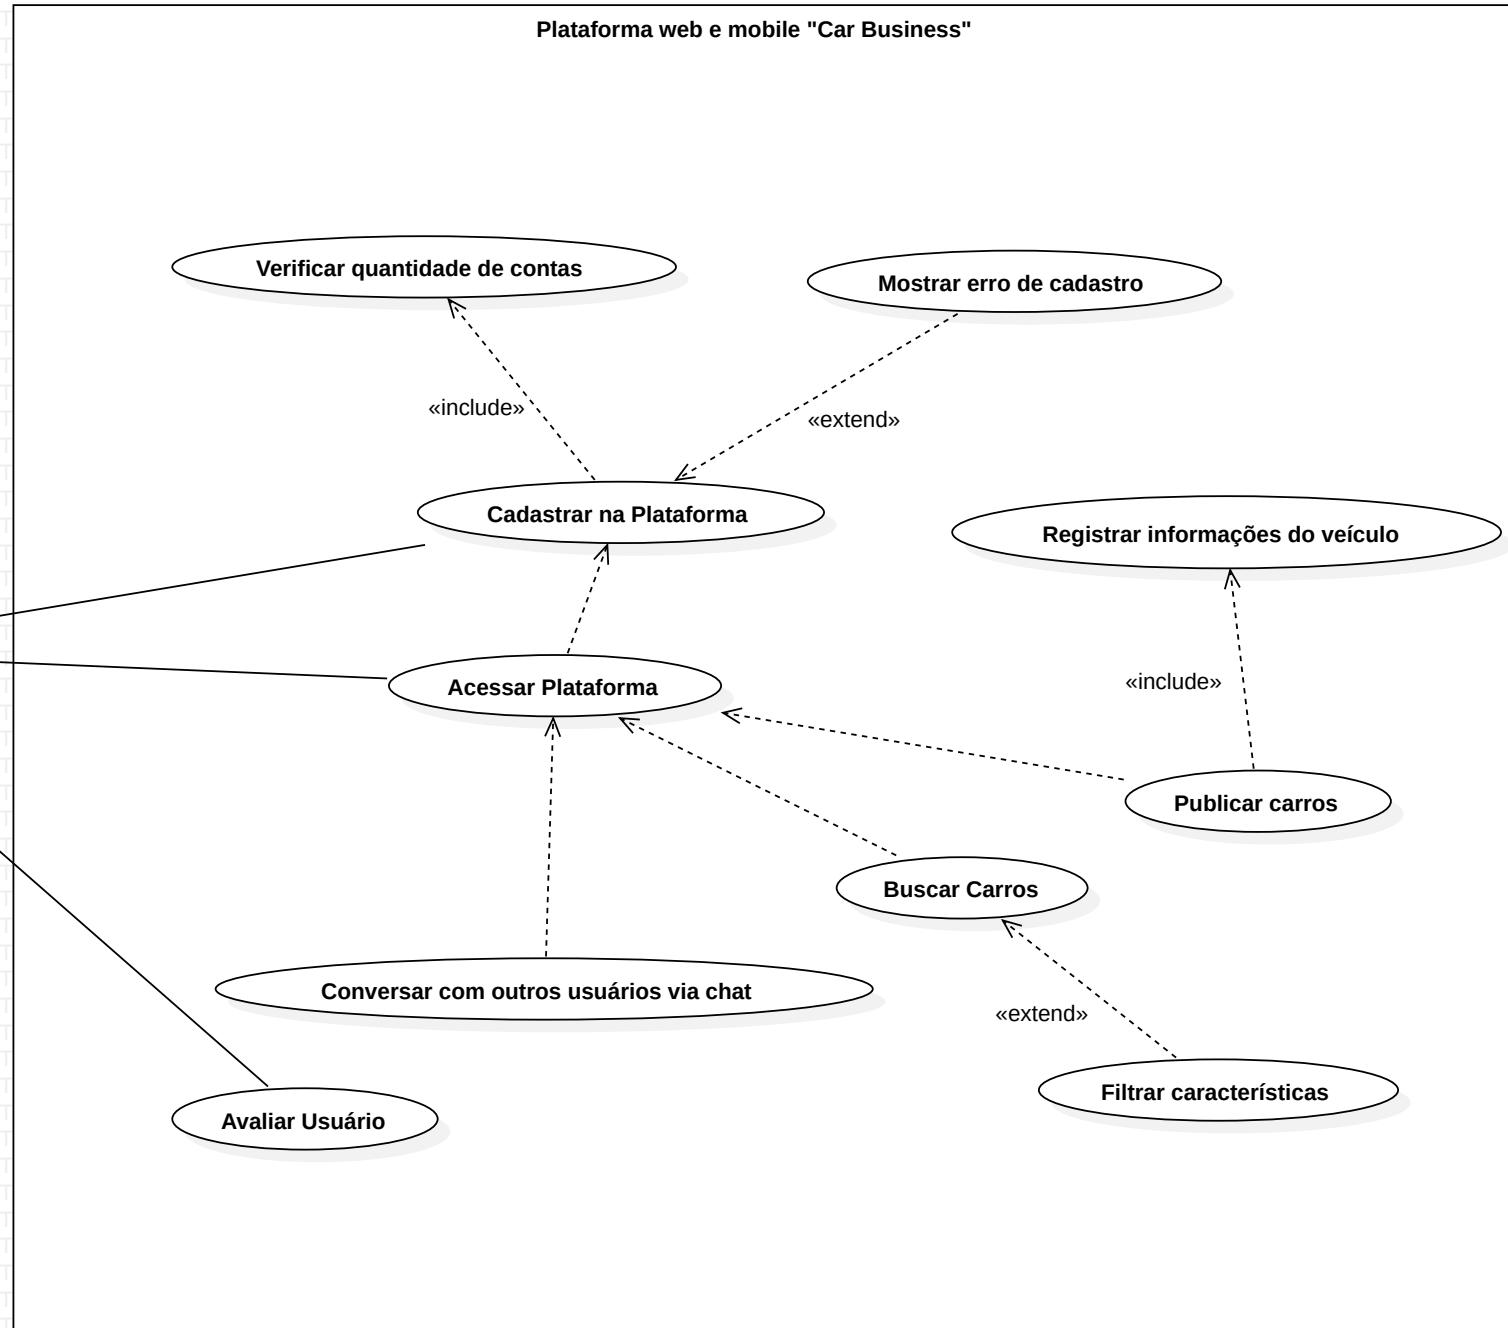 Plataforma web e mobile "Car Business"
Verificar quantidade de contas
Mostrar erro de cadastro
«include»
«extend»
Cadastrar na Plataforma
Registrar informações do veículo
Acessar Plataforma
«include»
Publicar carros
Buscar Carros
Conversar com outros usuários via chat
«extend»
Filtrar características
Avaliar Usuário